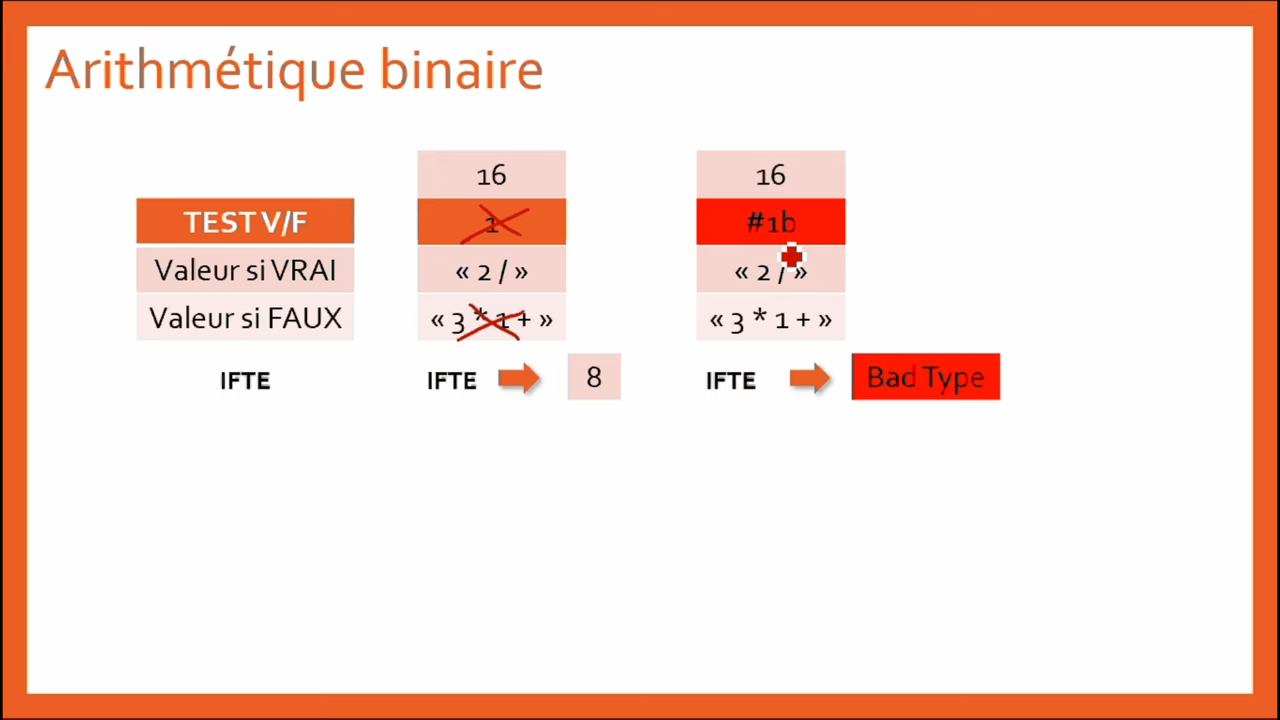 Arithmétique binaire
16 16
TEST V/F 1 #1b
Valeur si VRAI « 2 / » « 2 / »
Valeur si FAUX « 3 * 1 + » « 3 * 1 + »
IFTE IFTE 8 IFTE Bad Type